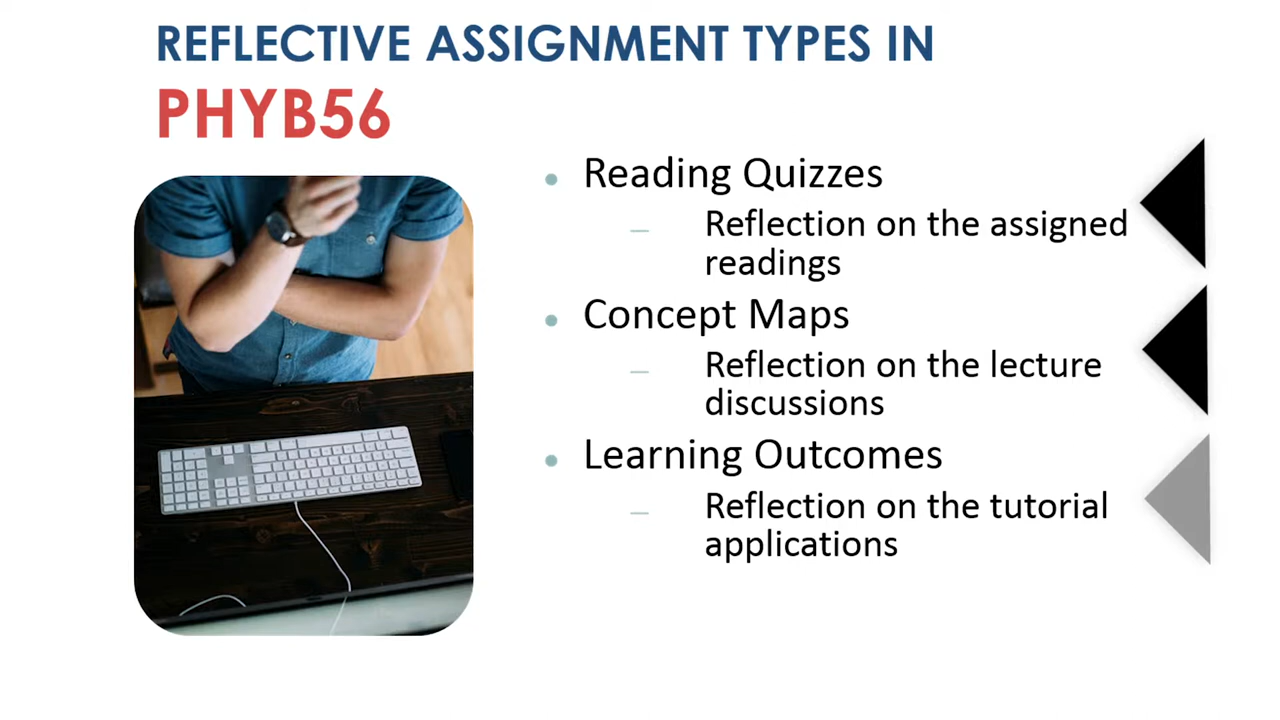 REFLECTIVE ASSIGNMENT TYPES IN
PHYB56
• Reading Quizzes
– Reflection on the assigned
readings
• Concept Maps
– Reflection on the lecture
discussions
• Learning Outcomes
– Reflection on the tutorial
applications